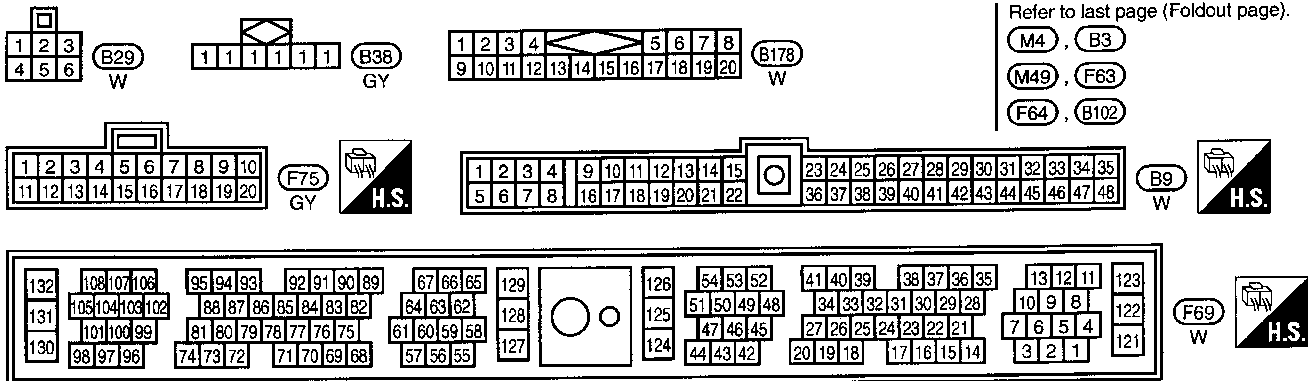 Refer to last page (Foldout page).
M4 , B3
M49 , F63
F64 , B102
1 2 3
4 5 6
B29
W
1 1 1 1 1 1
B38
GY
1 2 3 4 5 6 7 8
9 10 11 12 13 14 15 16 17 18 19 20
B178
W
1 2 3 4 5 6 7 8 9 10
11 12 13 14 15 16 17 18 19 20
F75
GY
H.S.
1 2 3 4 9 10 11 12 13 14 15 23 24 25 26 27 28 29 30 31 32 33 34 35
5 6 7 8 16 17 18 19 20 21 22 36 37 38 39 40 41 42 43 44 45 46 47 48
B9
W
H.S.
132 108 107 106 95 94 93 92 91 90 89 67 66 65 129 126 54 53 52 41 40 39 38 37 36 35 13 12 11 123
131 105 104 103 102 88 87 86 85 84 83 82 64 63 62 128 125 51 50 49 48 34 33 32 31 30 29 28 10 9 8 122
101 100 99 81 80 79 78 77 76 75 61 60 59 58 47 46 45 27 26 25 24 23 22 21 7 6 5 4
130 98 97 96 74 73 72 71 70 69 68 57 56 55 127 124 44 43 42 20 19 18 17 16 15 14 3 2 1 121
F69
W
H.S.